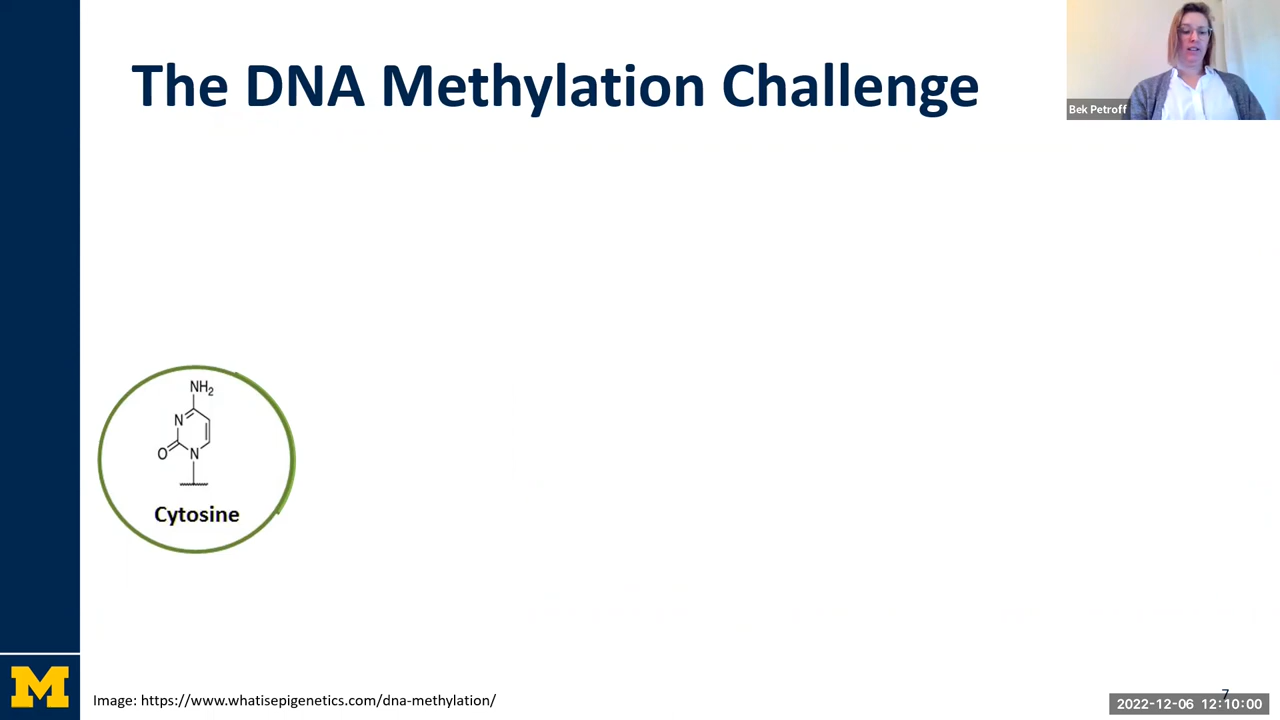 The DNA Methylation Challenge
Bek Petroff
NH2
N
O
N
Cytosine
M
Image: https://www.whatisepigenetics.com/dna-methylation/
7
2022-12-06 12:10:00